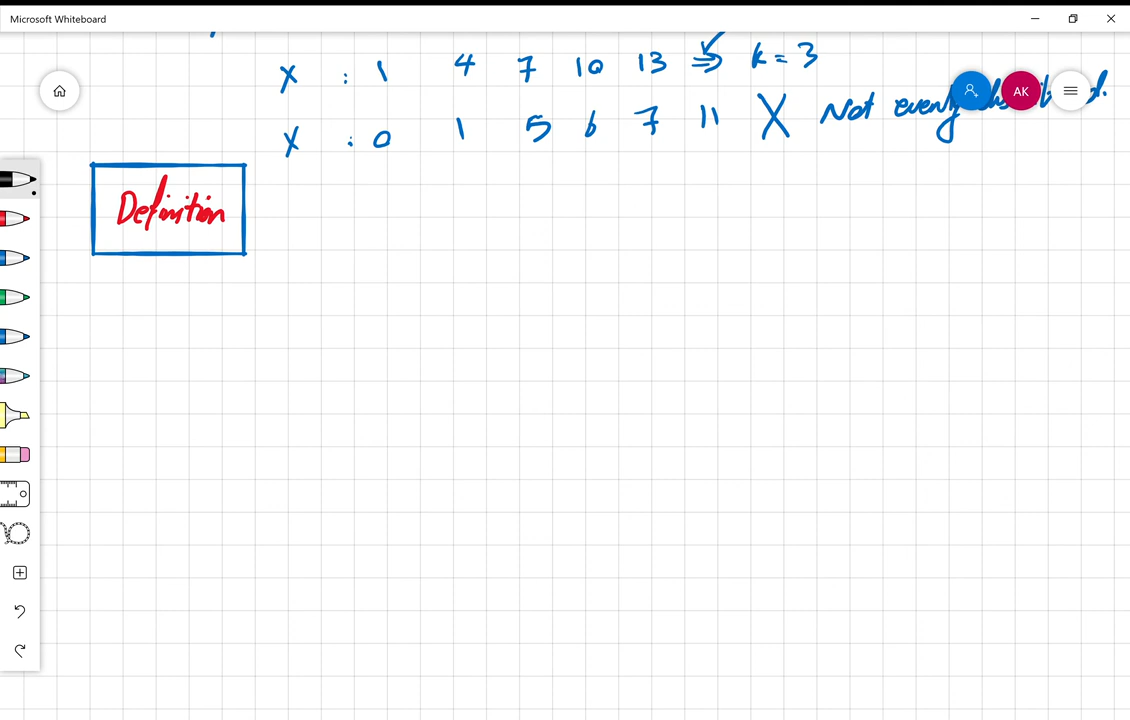 Microsoft Whiteboard
X : 1 4 7 10 13 ⇒ k = 3
AK
X : 0 1 5 6 7 11 X Not evenly
Definition